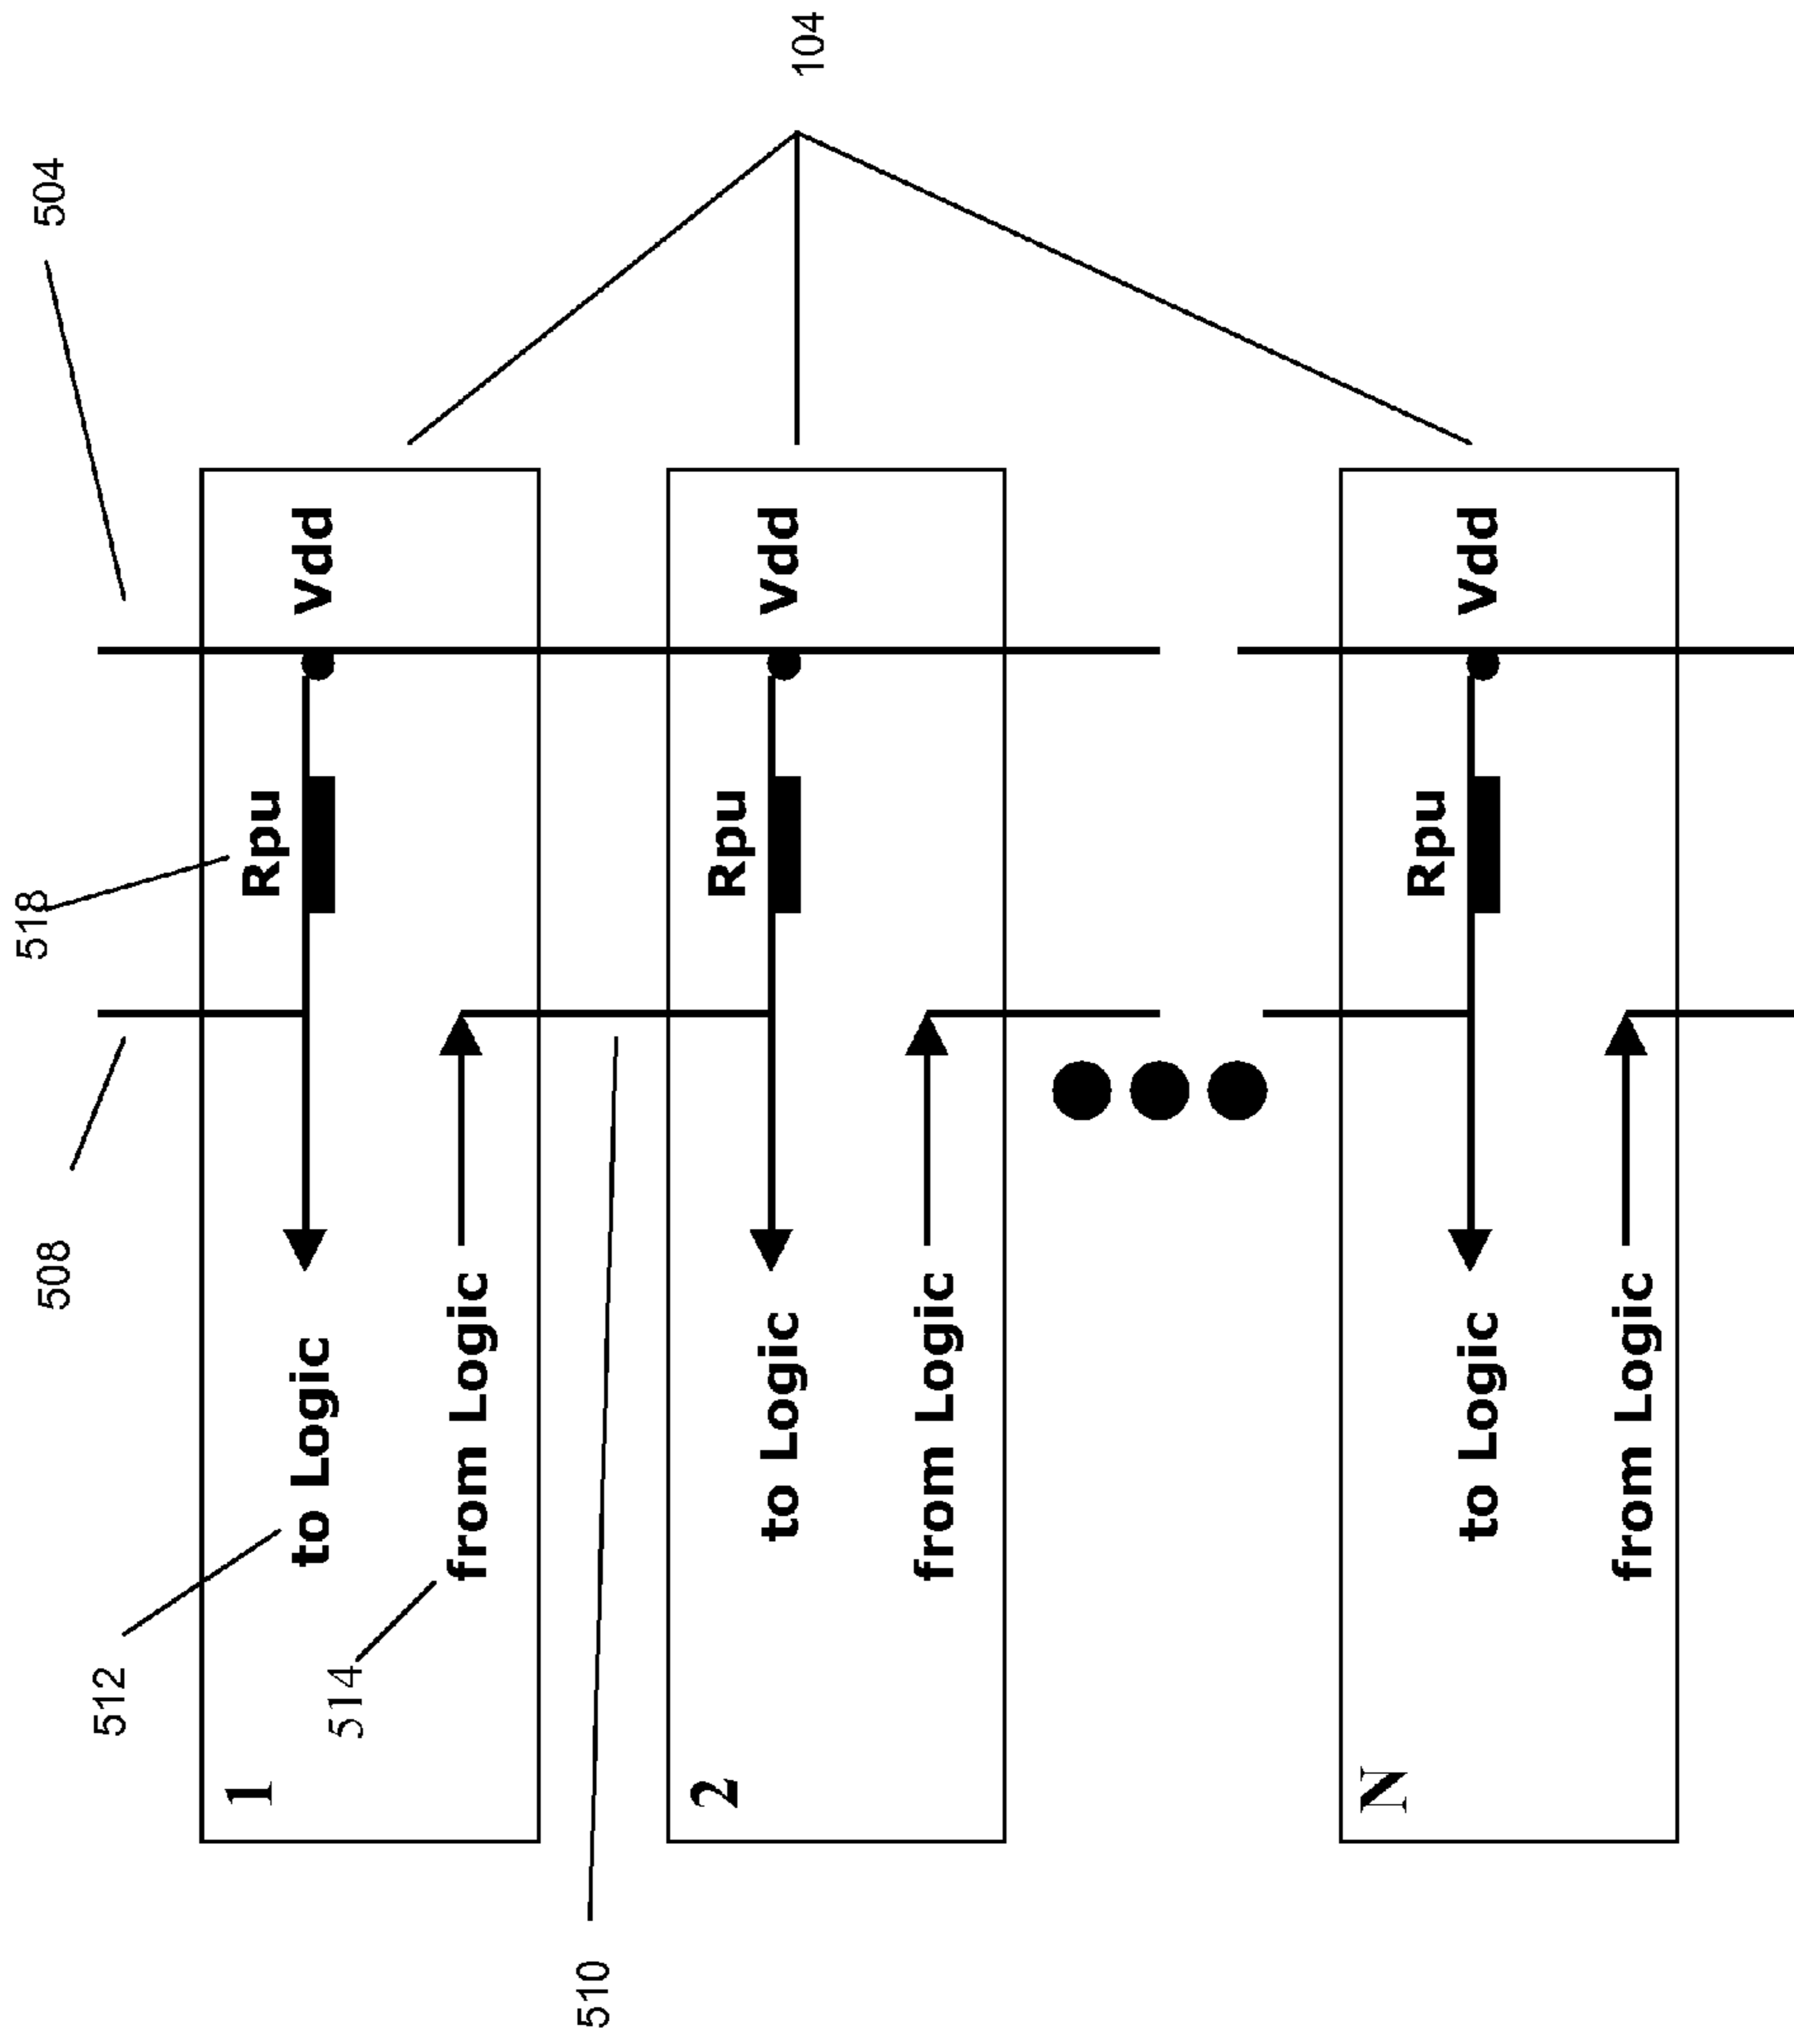 518
504
508
512
1
Rpu
to Logic
Vdd
514
from Logic
510
2
Rpu
to Logic
Vdd
104
from Logic
N
Rpu
to Logic
Vdd
from Logic